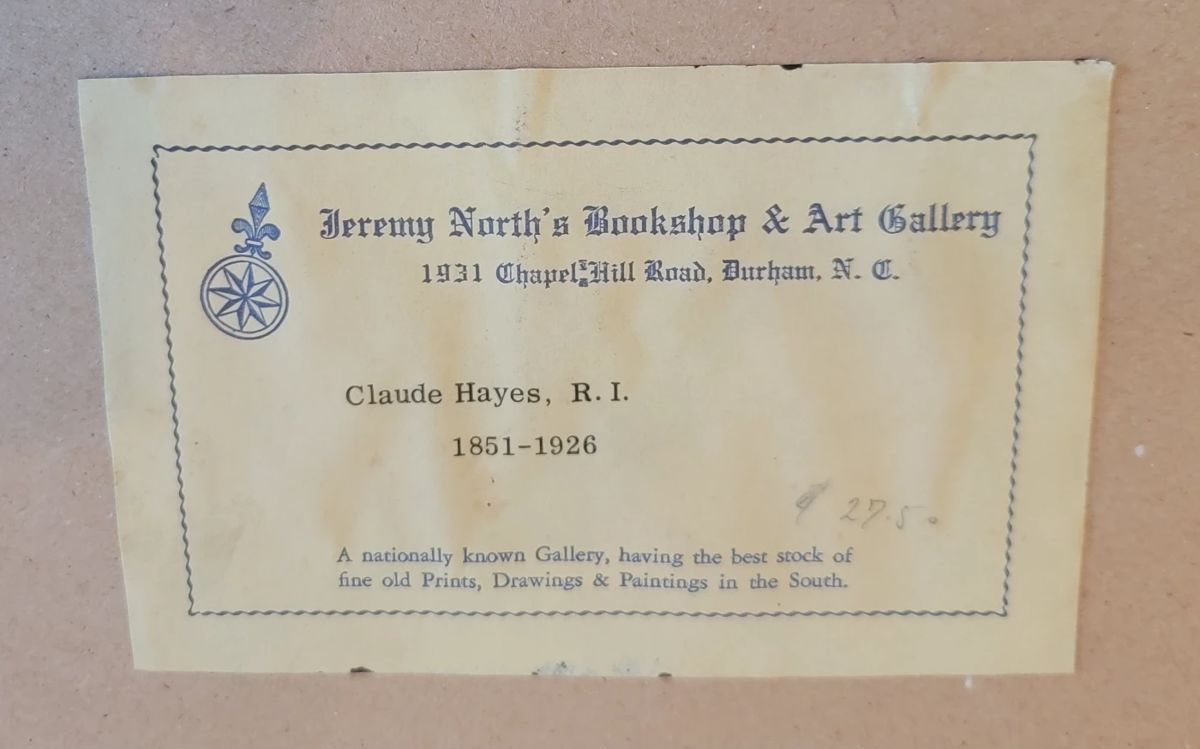 Jeremy North's Bookshop & Art Gallery
1931 Chapel Hill Road, Durham, N. C.
Claude Hayes, R. I.
1851-1926
27.50
A nationally known Gallery, having the best stock of
fine old Prints, Drawings & Paintings in the South.